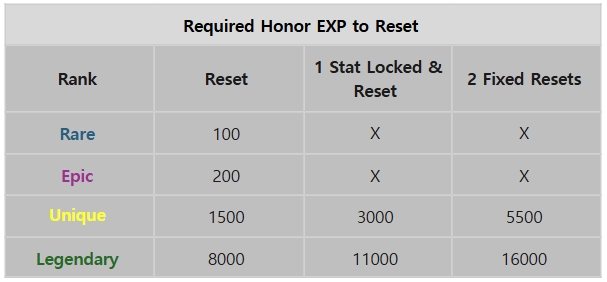 Required Honor EXP to Reset
Rank Reset 1 Stat Locked & Reset 2 Fixed Resets
Rare 100 X X
Epic 200 X X
Unique 1500 3000 5500
Legendary 8000 11000 16000